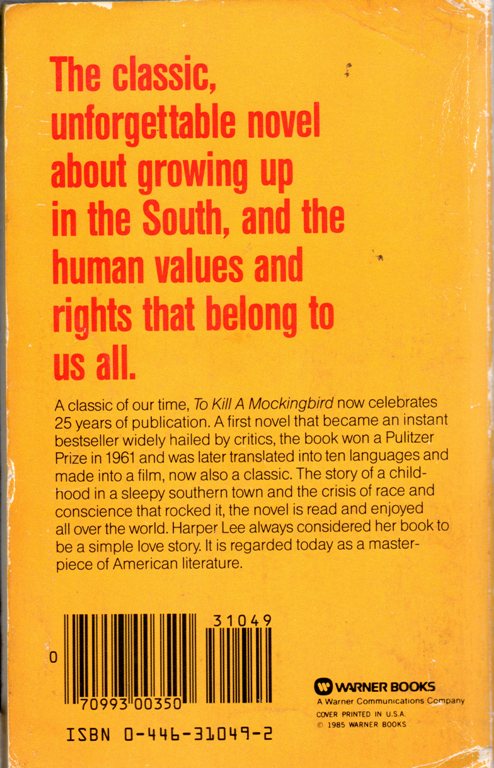 The classic,
unforgettable novel
about growing up
in the South, and the
human values and
rights that belong to
us all.
A classic of our time, To Kill A Mockingbird now celebrates
25 years of publication. A first novel that became an instant
bestseller widely hailed by critics, the book won a Pulitzer
Prize in 1961 and was later translated into ten languages and
made into a film, now also a classic. The story of a child-
hood in a sleepy southern town and the crisis of race and
conscience that rocked it, the novel is read and enjoyed
all over the world. Harper Lee always considered her book to
be a simple love story. It is regarded today as a master-
piece of American literature.
31049
0
70993 00350
ISBN 0-446-31049-2
WARNER BOOKS
A Warner Communications Company
COVER PRINTED IN U.S.A.
© 1985 WARNER BOOKS